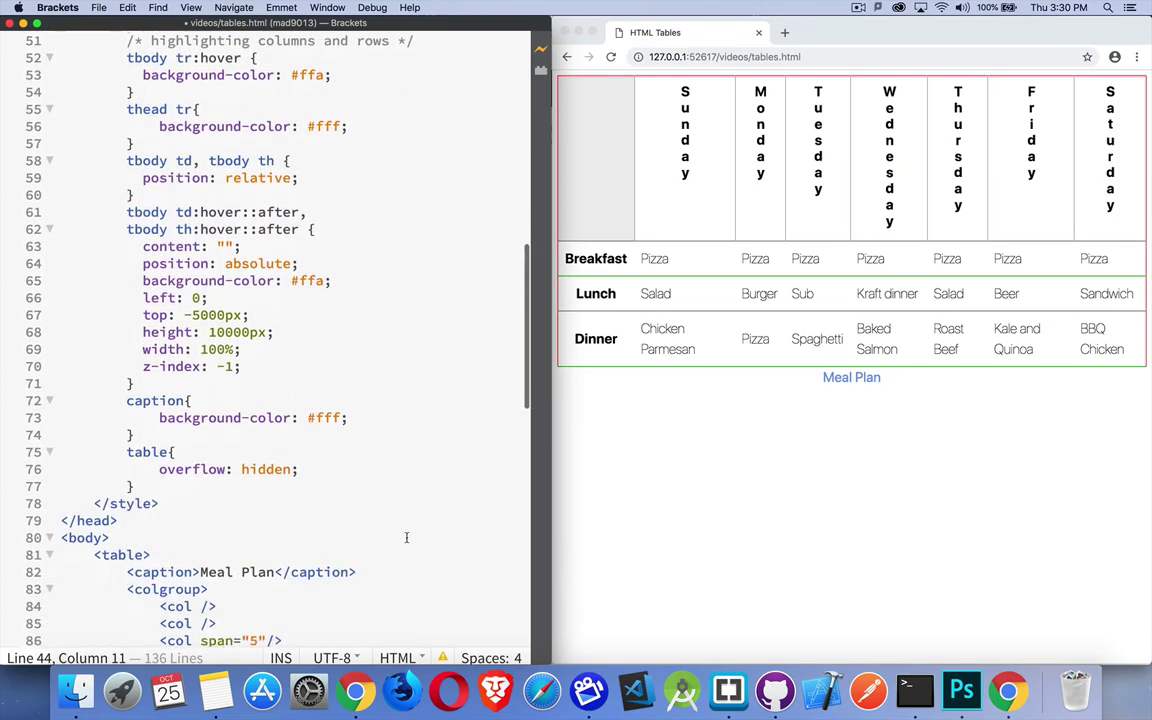 Brackets File Edit Find View Navigate Emmet Window Debug Help 100% Thu 3:30 PM
• videos/tables.html (mad9013) — Brackets
HTML Tables
127.0.0.1:52617/videos/tables.html
51 /* highlighting columns and rows */
52 tbody tr:hover {
53 background-color: #ffa;
54 }
55 thead tr{
56 background-color: #fff;
57 }
58 tbody td, tbody th {
59 position: relative;
60 }
61 tbody td:hover::after,
62 tbody th:hover::after {
63 content: "";
64 position: absolute;
65 background-color: #ffa;
66 left: 0;
67 top: -5000px;
68 height: 10000px;
69 width: 100%;
70 z-index: -1;
71 }
72 caption{
73 background-color: #fff;
74 }
75 table{
76 overflow: hidden;
77 }
78 </style>
79 </head>
80 <body>
81 <table>
82 <caption>Meal Plan</caption>
83 <colgroup>
84 <col />
85 <col />
86 <col span="5"/>
Line 44, Column 11 — 136 Lines INS UTF-8 HTML Spaces: 4
Sunday Monday Tuesday Wednesday Thursday Friday Saturday
Breakfast Pizza Pizza Pizza Pizza Pizza Pizza Pizza
Lunch Salad Burger Sub Kraft dinner Salad Beer Sandwich
Dinner Chicken Parmesan Pizza Spaghetti Baked Salmon Roast Beef Kale and Quinoa BBQ Chicken
Meal Plan
OCT
25
Ps